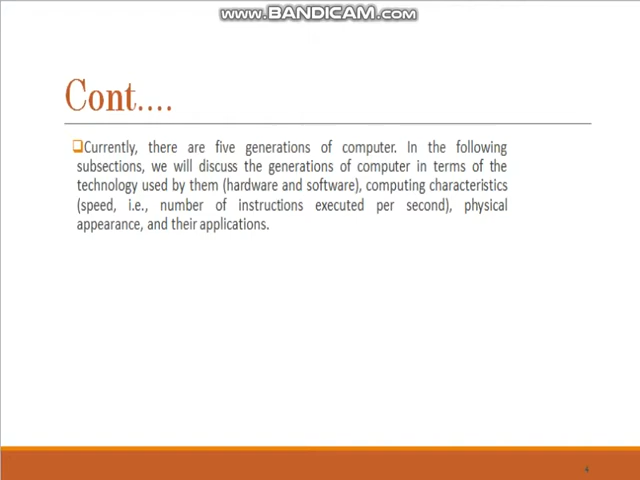 www.BANDICAM.com
Cont....
Currently, there are five generations of computer. In the following
subsections, we will discuss the generations of computer in terms of the
technology used by them (hardware and software), computing characteristics
(speed, i.e., number of instructions executed per second), physical
appearance, and their applications.
4